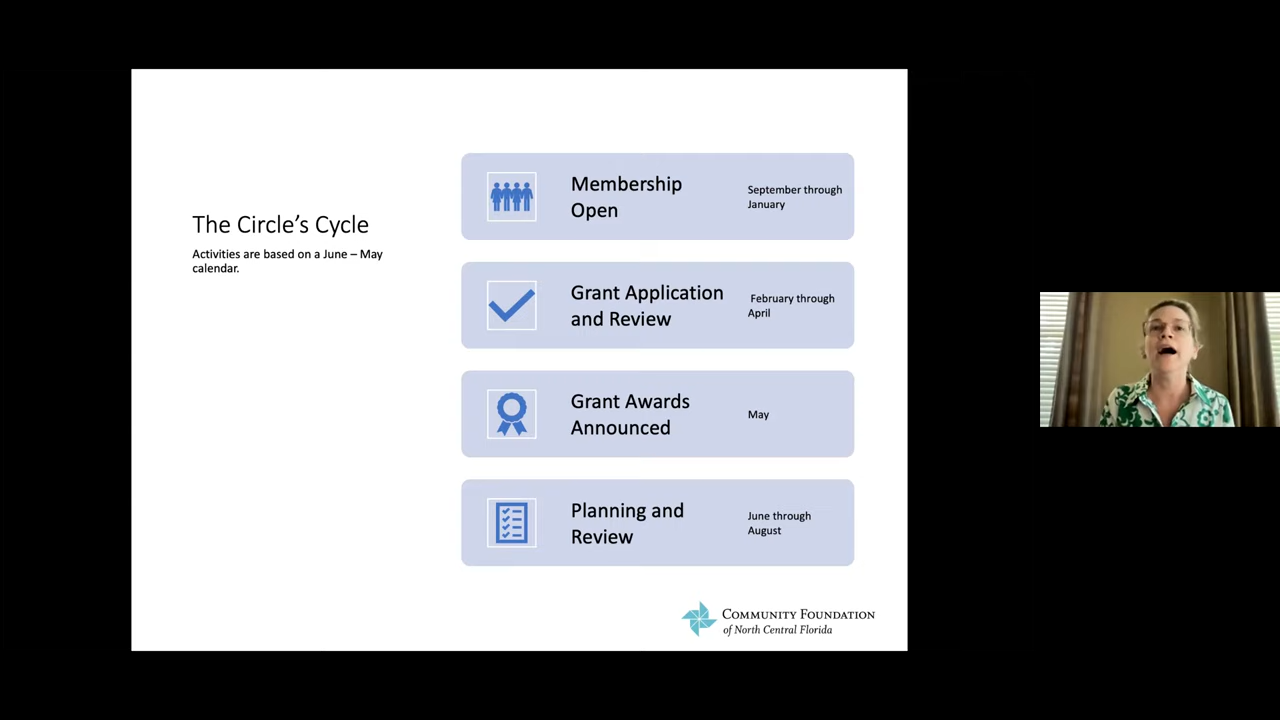 The Circle’s Cycle
Activities are based on a June – May
calendar.
Membership
Open
September through
January
Grant Application
and Review
February through
April
Grant Awards
Announced
May
Planning and
Review
June through
August
COMMUNITY FOUNDATION
of North Central Florida